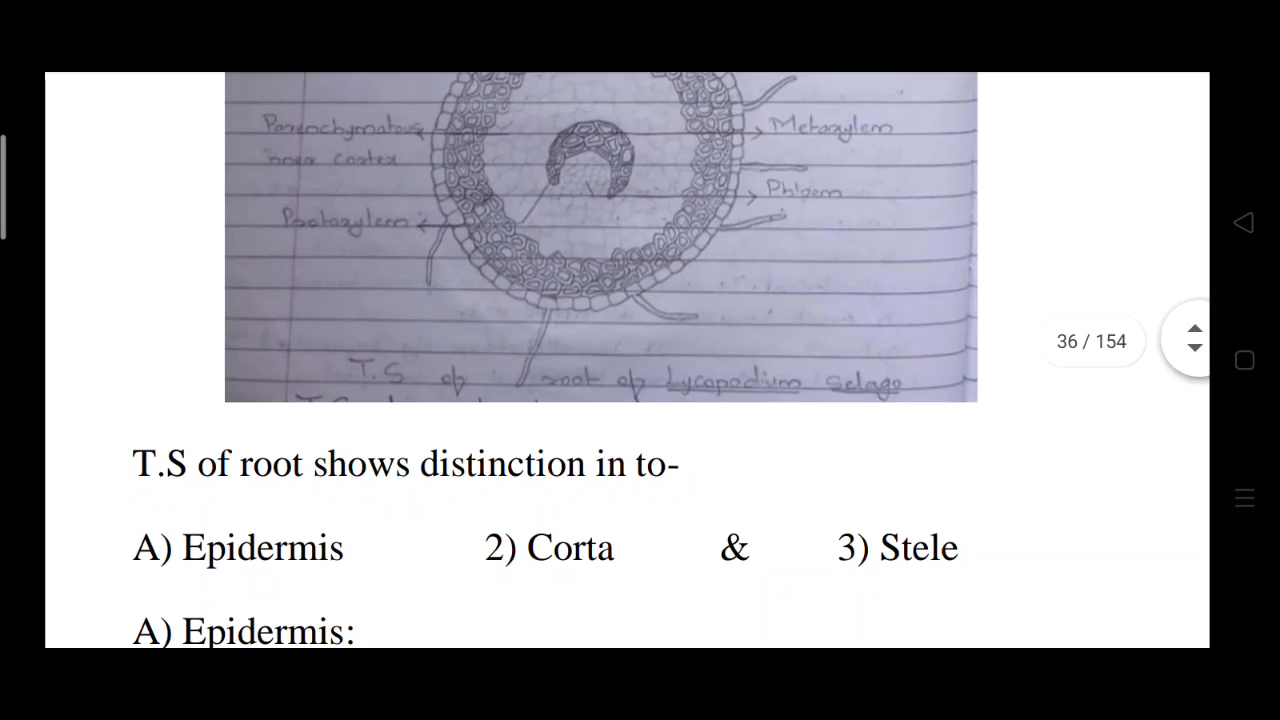 Parenchymatous
inner cortex
Metaxylem
Phloem
Protoxylem
T.S of root of Lycopodium Selago
T.S of root shows distinction in to-
A) Epidermis 2) Corta & 3) Stele
A) Epidermis:
36 / 154